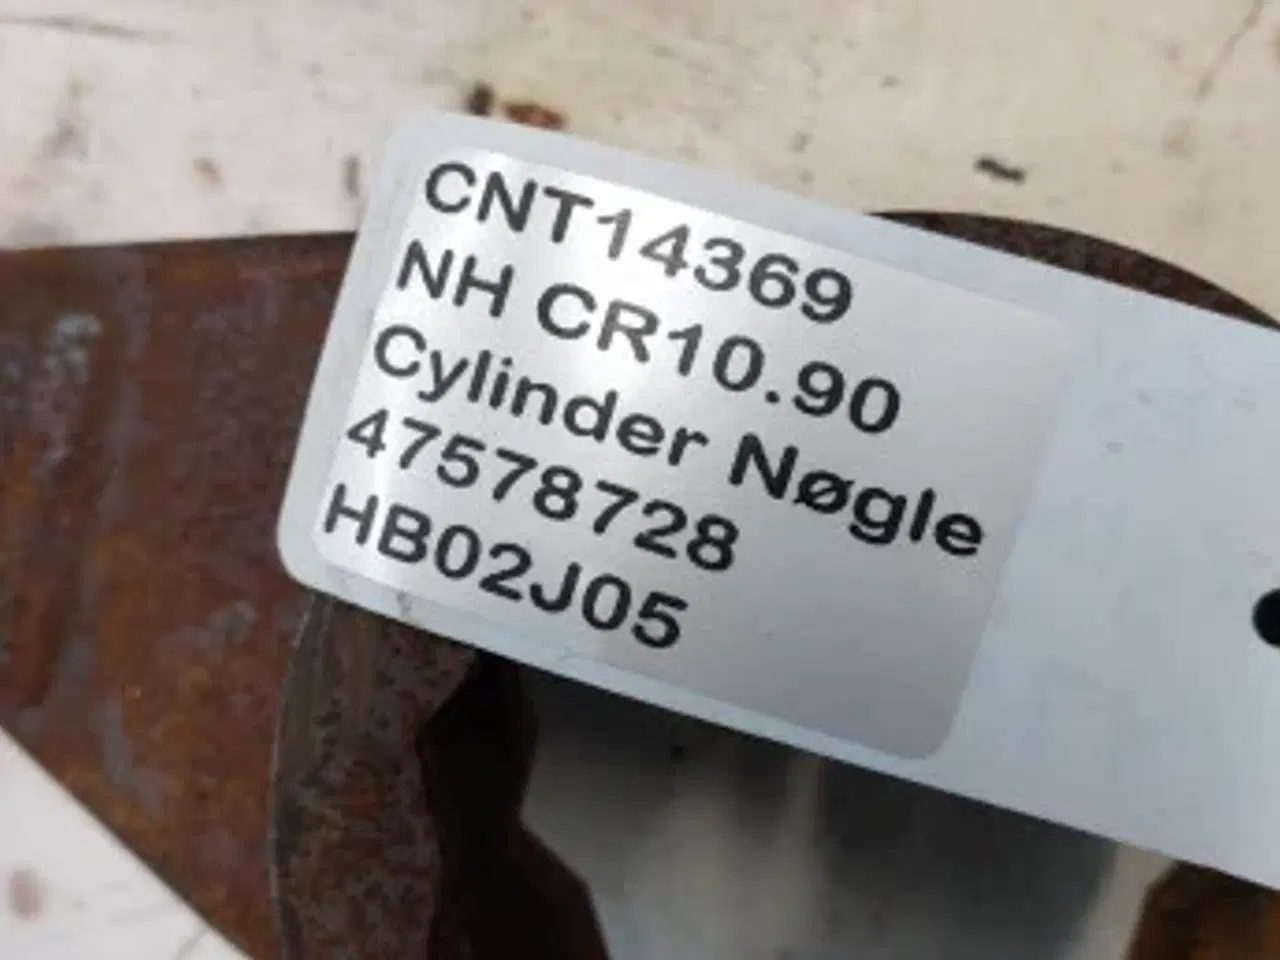 CNT14369
NH CR10.90
Cylinder Nøgle
47578728
HB02J05